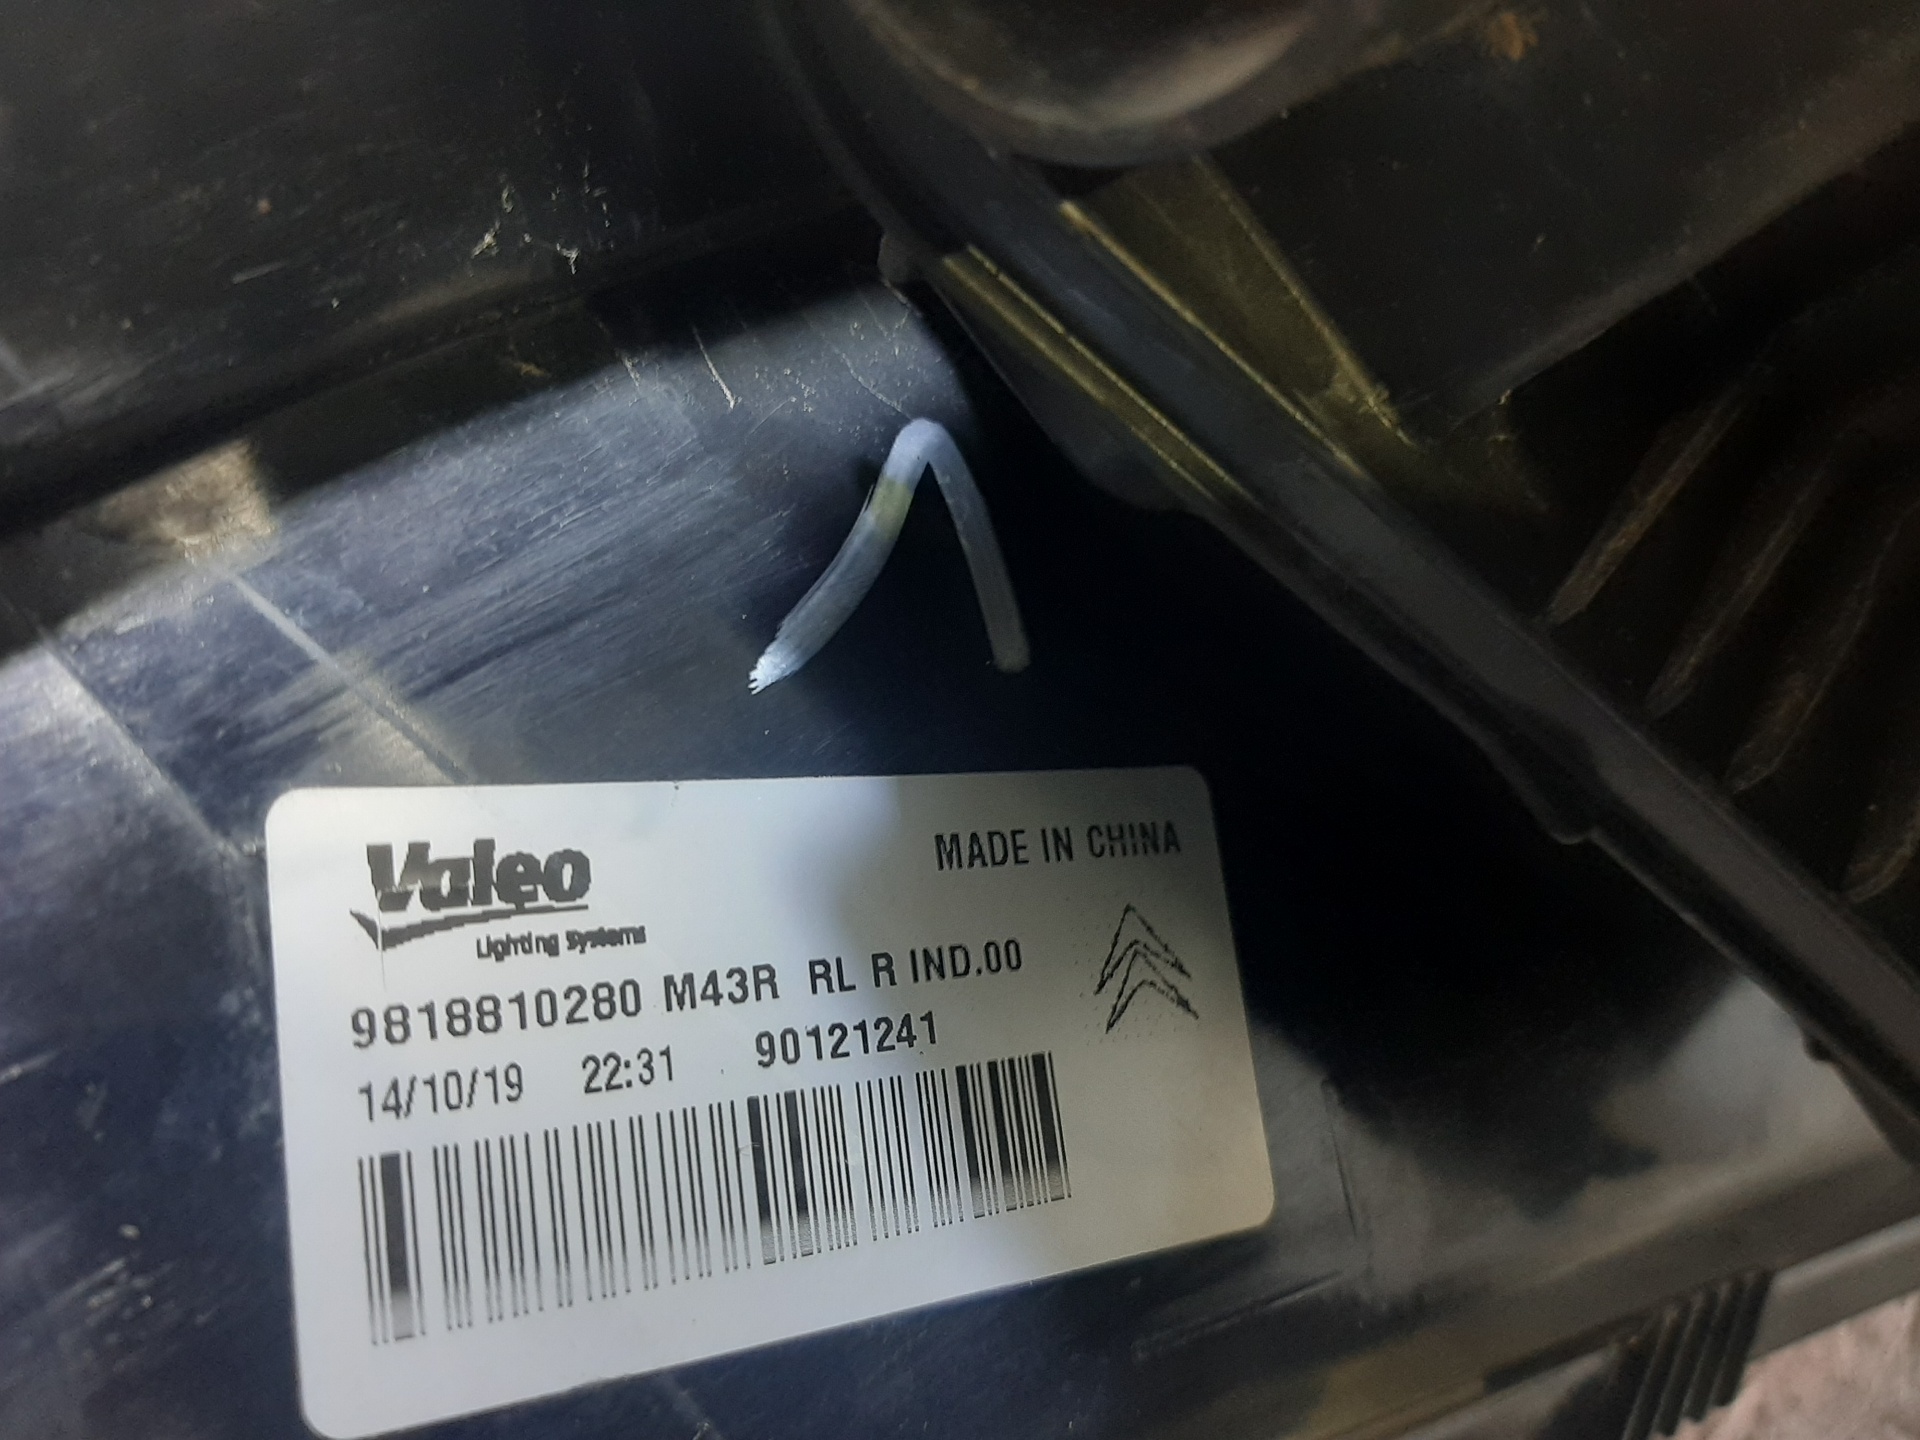 Valeo
MADE IN CHINA
Lighting Systems
9818810280 M43R RL R IND.00
14/10/19 22:31 90121241